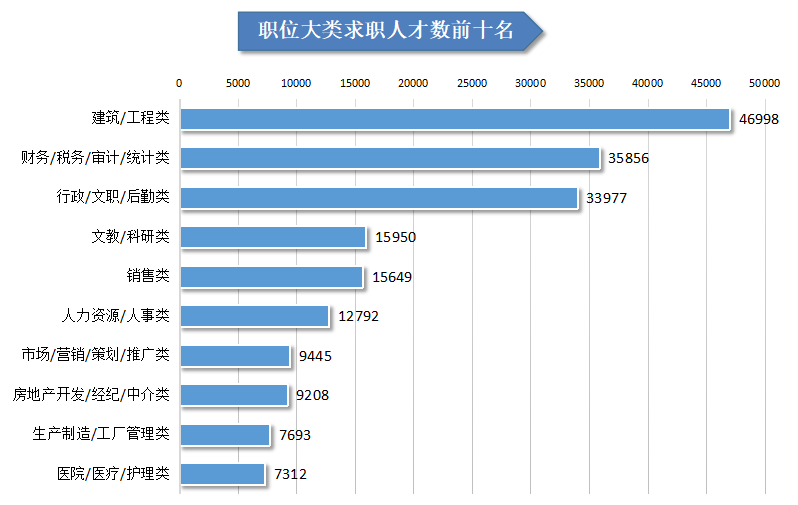 职位大类求职人才数前十名
0 5000 10000 15000 20000 25000 30000 35000 40000 45000 50000
建筑/工程类 46998
财务/税务/审计/统计类 35856
行政/文职/后勤类 33977
文教/科研类 15950
销售类 15649
人力资源/人事类 12792
市场/营销/策划/推广类 9445
房地产开发/经纪/中介类 9208
生产制造/工厂管理类 7693
医院/医疗/护理类 7312